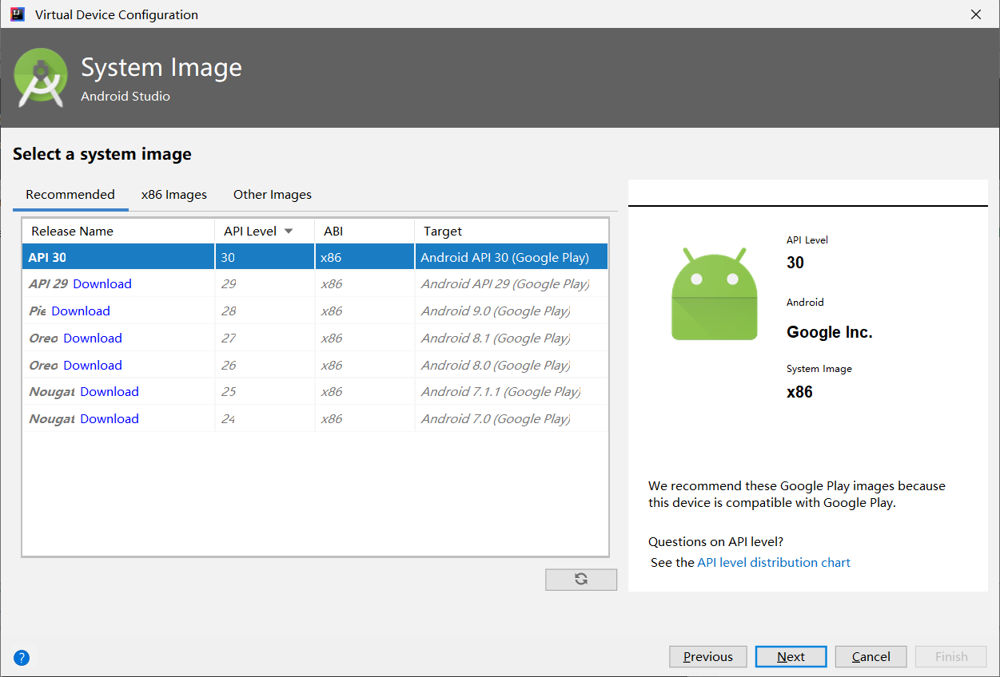 Virtual Device Configuration
System Image
Android Studio
Select a system image
Recommended x86 Images Other Images
Release Name API Level ABI Target
API 30 30 x86 Android API 30 (Google Play)
API 29 Download 29 x86 Android API 29 (Google Play)
Pie Download 28 x86 Android 9.0 (Google Play)
Oreo Download 27 x86 Android 8.1 (Google Play)
Oreo Download 26 x86 Android 8.0 (Google Play)
Nougat Download 25 x86 Android 7.1.1 (Google Play)
Nougat Download 24 x86 Android 7.0 (Google Play)
API Level
30
Android
Google Inc.
System Image
x86
We recommend these Google Play images because
this device is compatible with Google Play.
Questions on API level?
See the API level distribution chart
?
Previous Next Cancel Finish